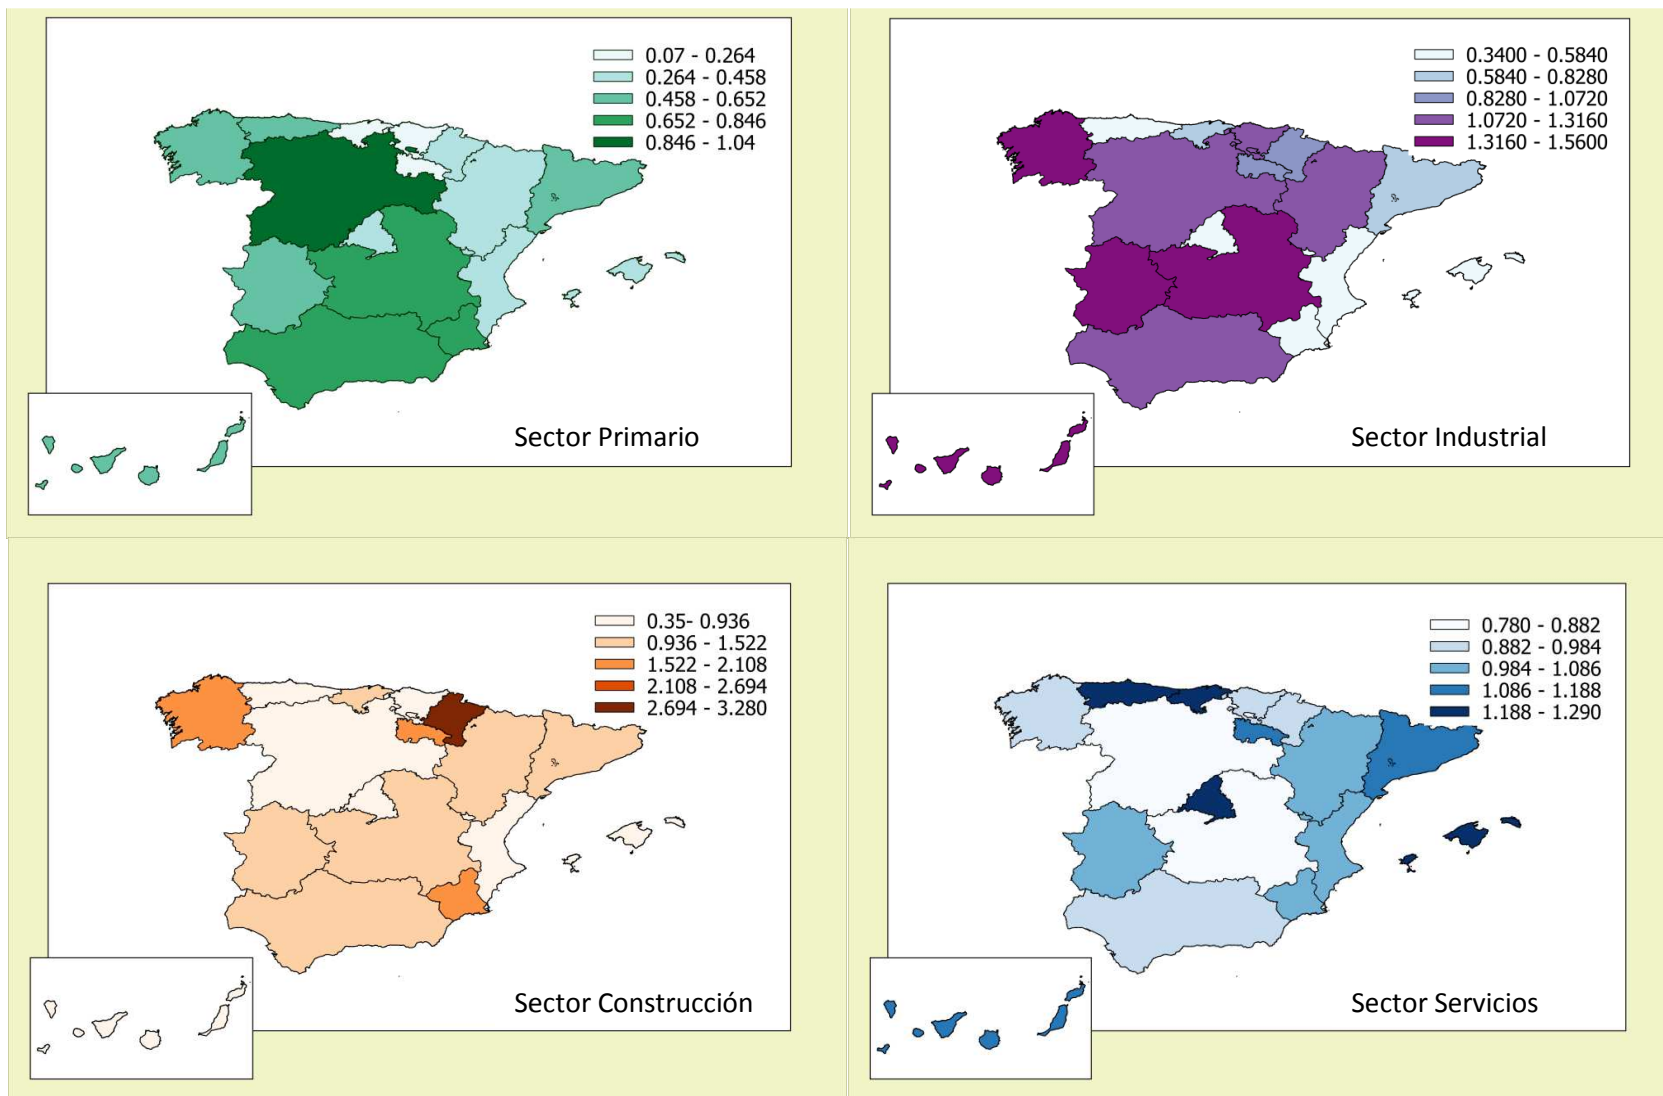 0.07 - 0.264
0.264 - 0.458
0.458 - 0.652
0.652 - 0.846
0.846 - 1.04
Sector Primario
0.3400 - 0.5840
0.5840 - 0.8280
0.8280 - 1.0720
1.0720 - 1.3160
1.3160 - 1.5600
Sector Industrial
0.35- 0.936
0.936 - 1.522
1.522 - 2.108
2.108 - 2.694
2.694 - 3.280
Sector Construcción
0.780 - 0.882
0.882 - 0.984
0.984 - 1.086
1.086 - 1.188
1.188 - 1.290
Sector Servicios